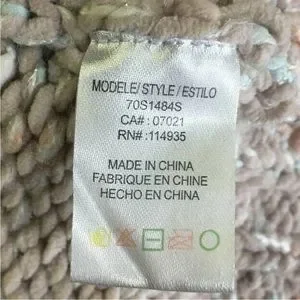 MODELE/ STYLE / ESTILO
70S1484S
CA# : 07021
RN# :114935
MADE IN CHINA
FABRIQUE EN CHINE
HECHO EN CHINA